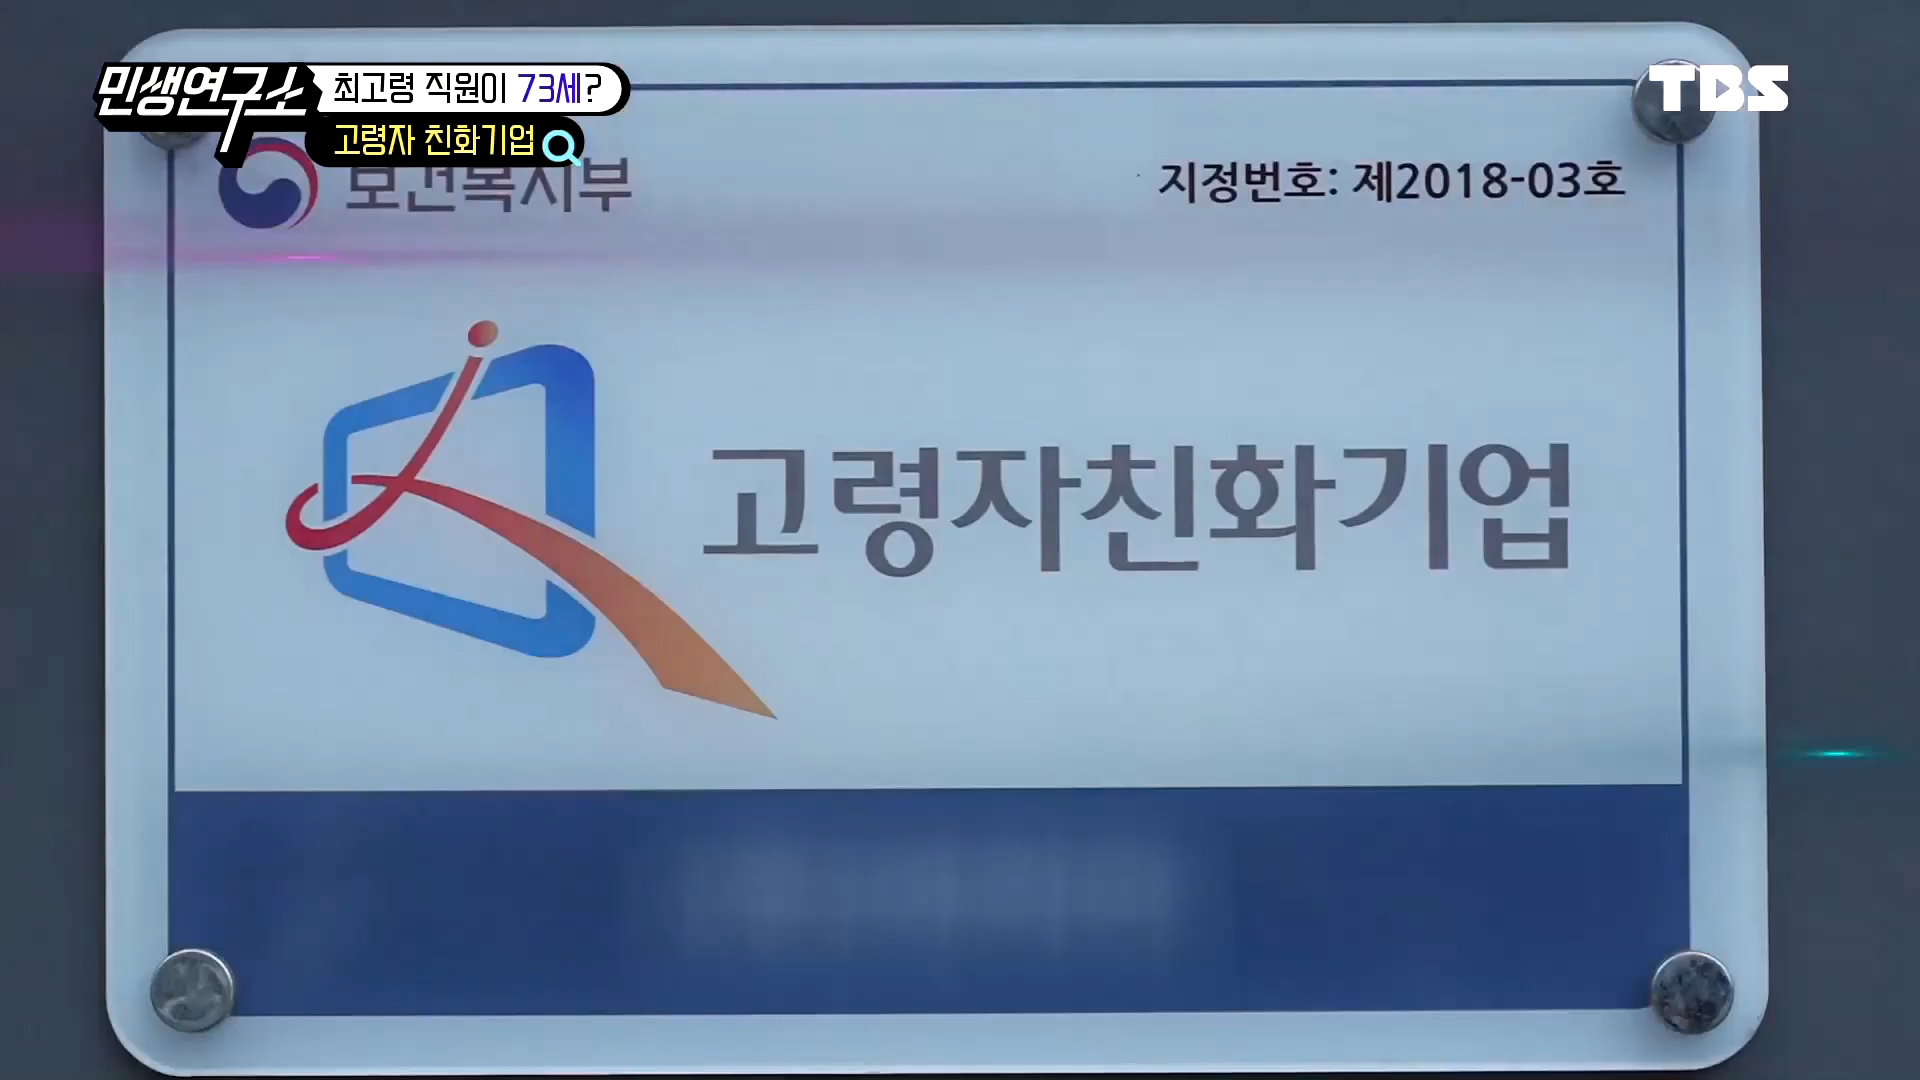 민생연구소
최고령 직원이 73세?
고령자 친화기업
TBS
보건복지부
지정번호: 제2018-03호
고령자친화기업